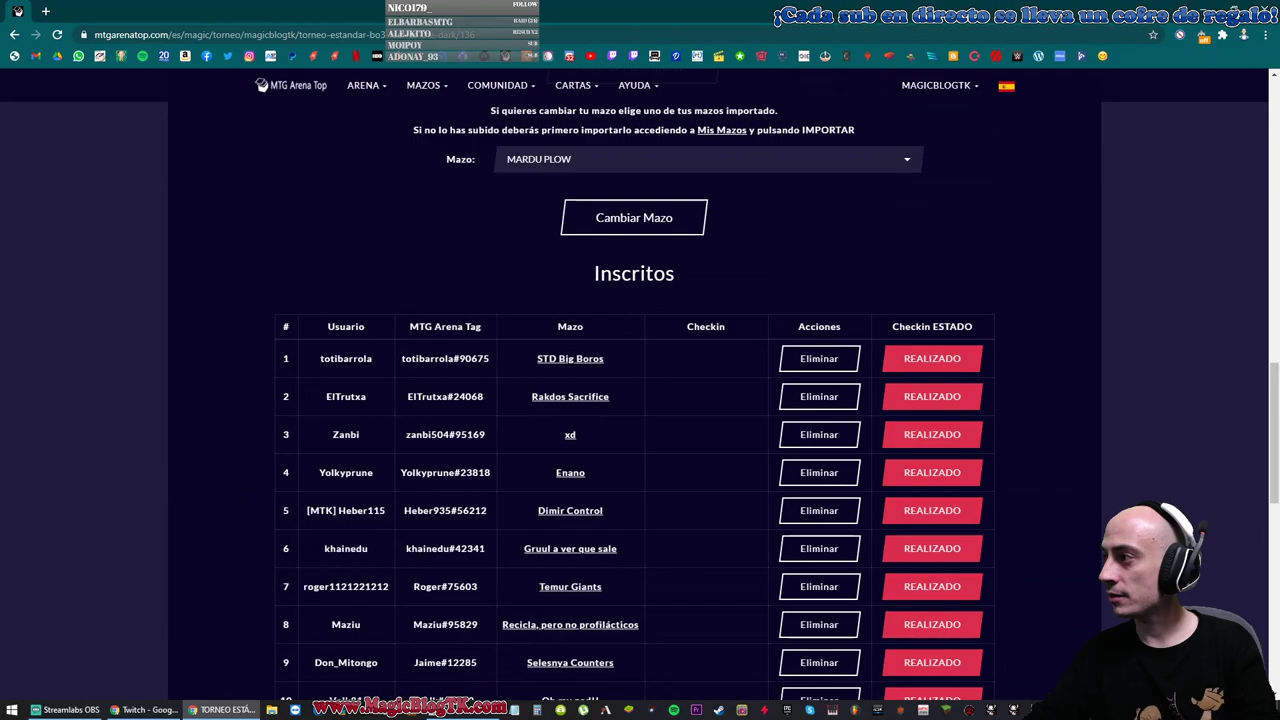 NICO179_ FOLLOW
ELBARBASMTG
ALEJKITO
MOIPOY SUB
ADONAY_93 SUB
¡Cada sub en directo se lleva un cofre de regalo!
mtgarenatop.com/es/magic/torneo/magicblogtk/torneo-estandar-bo3 dark/136
MTG Arena Top ARENA MAZOS COMUNIDAD CARTAS AYUDA MAGICBLOGTK
Si quieres cambiar tu mazo elige uno de tus mazos importado.
Si no lo has subido deberás primero importarlo accediendo a Mis Mazos y pulsando IMPORTAR
Mazo: MARDU PLOW
Cambiar Mazo
Inscritos
# Usuario MTG Arena Tag Mazo Checkin Acciones Checkin ESTADO
1 totibarrola totibarrola#90675 STD Big Boros Eliminar REALIZADO
2 ElTrutxa ElTrutxa#24068 Rakdos Sacrifice Eliminar REALIZADO
3 Zanbi zanbi504#95169 xd Eliminar REALIZADO
4 Yolkyprune Yolkyprune#23818 Enano Eliminar REALIZADO
5 [MTK] Heber115 Heber935#56212 Dimir Control Eliminar REALIZADO
6 khainedu khainedu#42341 Gruul a ver que sale Eliminar REALIZADO
7 roger1121221212 Roger#75603 Temur Giants Eliminar REALIZADO
8 Maziu Maziu#95829 Recicla, pero no profilácticos Eliminar REALIZADO
9 Don_Mitongo Jaime#12285 Selesnya Counters Eliminar REALIZADO
www.MagicBlogTK.com
Streamlabs OBS Twitch - Goog... TORNEO ESTÁ...